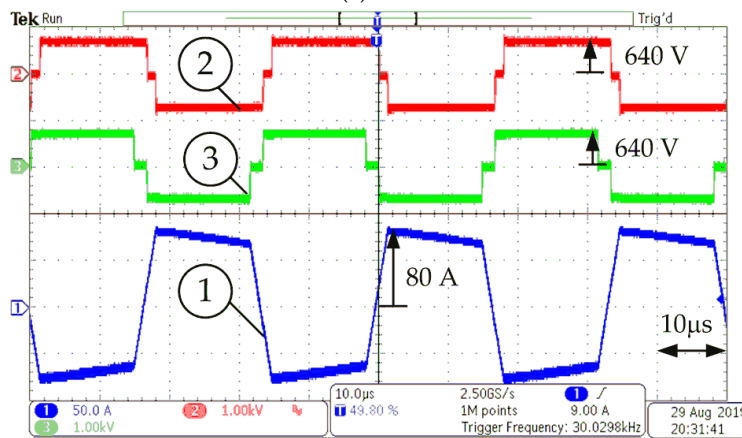 Tek Run
Trig'd
T
2
2
640 V
3
3
640 V
1
1
80 A
10µs
1 50.0 A
2 1.00kV
3 1.00kV
10.0µs
T 49.80 %
2.50GS/s
1M points
1
9.00 A
Trigger Frequency: 30.0298kHz
29 Aug 2019
20:31:41